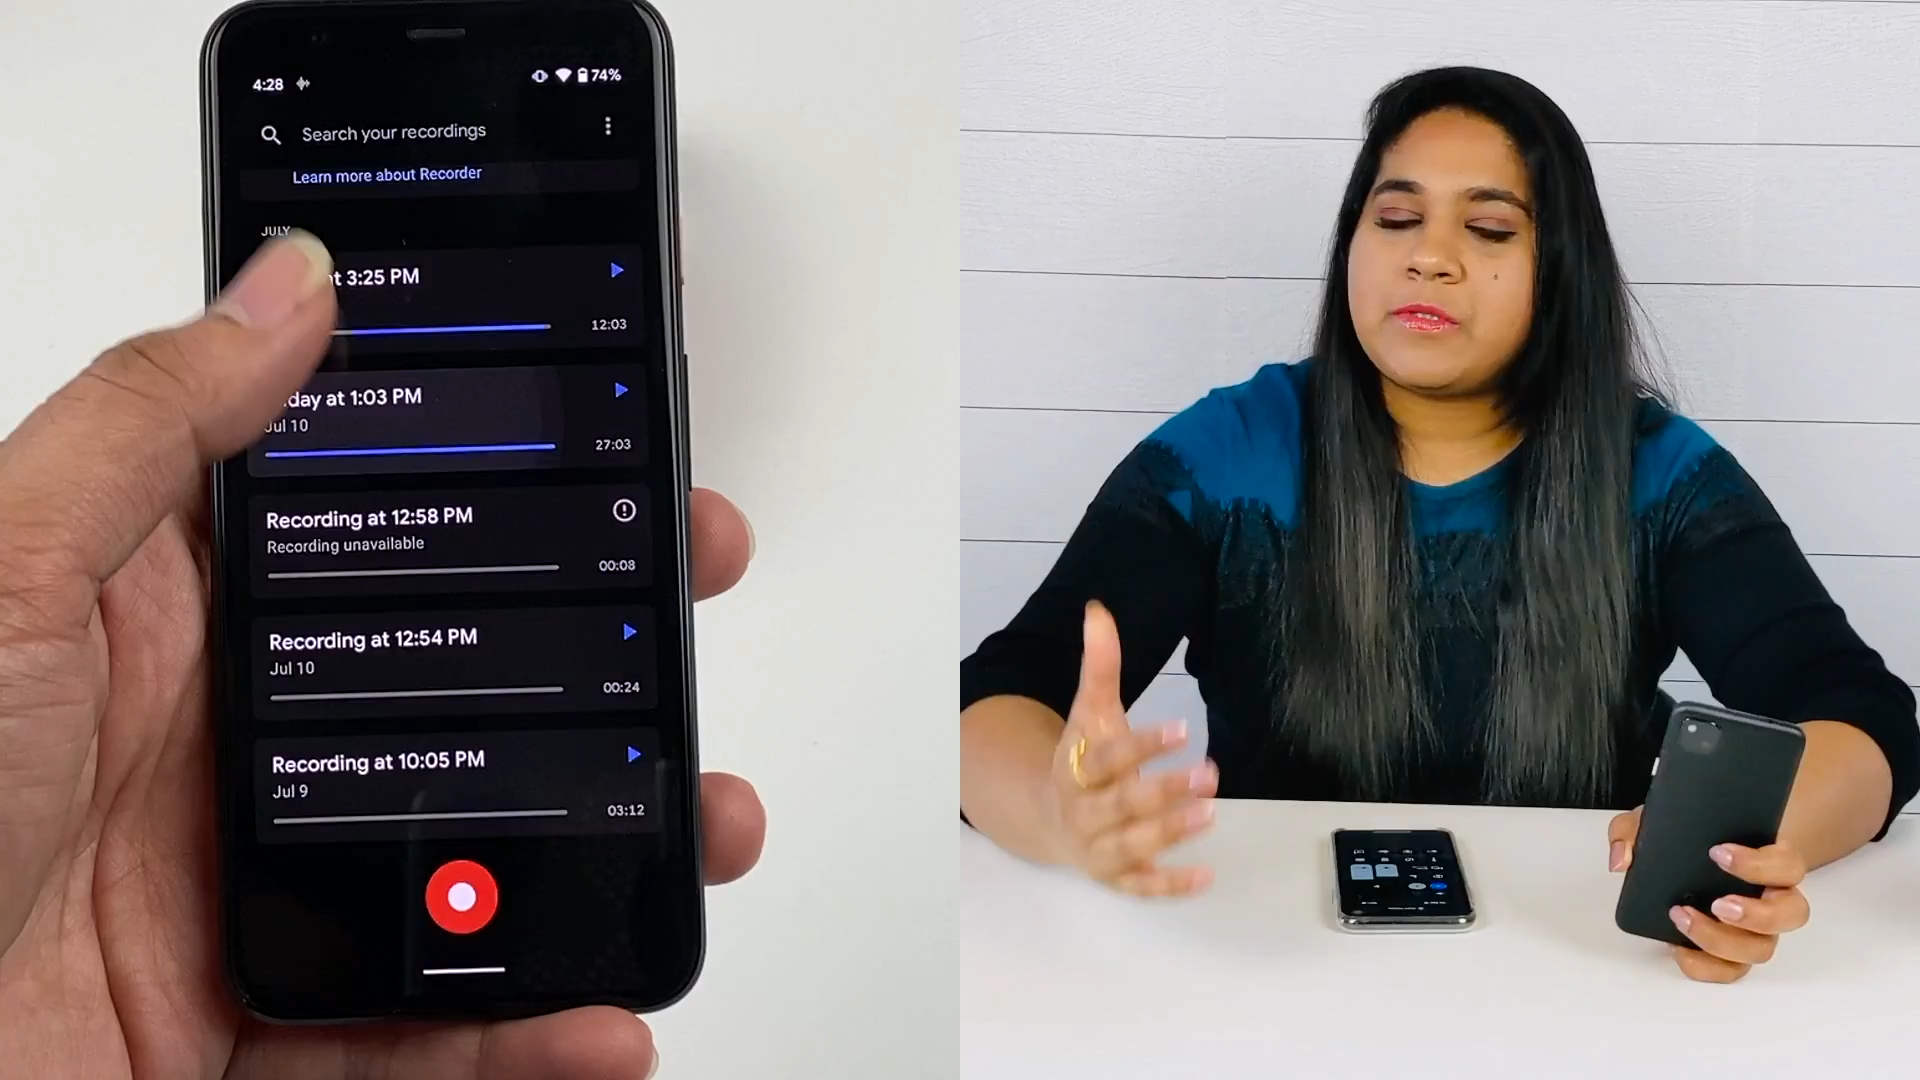 4:28
74%
Search your recordings
Learn more about Recorder
JULY
at 3:25 PM
12:03
day at 1:03 PM
Jul 10
27:03
Recording at 12:58 PM
Recording unavailable
00:08
Recording at 12:54 PM
Jul 10
00:24
Recording at 10:05 PM
Jul 9
03:12